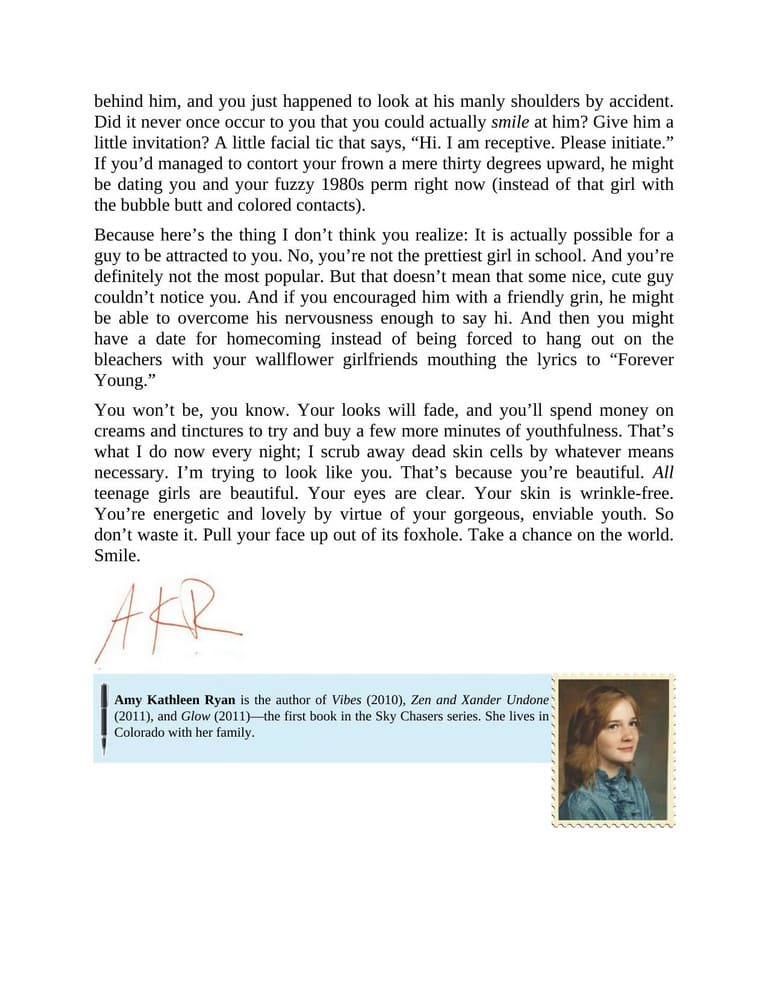 behind him, and you just happened to look at his manly shoulders by accident.
Did it never once occur to you that you could actually smile at him? Give him a
little invitation? A little facial tic that says, “Hi. I am receptive. Please initiate.”
If you’d managed to contort your frown a mere thirty degrees upward, he might
be dating you and your fuzzy 1980s perm right now (instead of that girl with
the bubble butt and colored contacts).
Because here’s the thing I don’t think you realize: It is actually possible for a
guy to be attracted to you. No, you’re not the prettiest girl in school. And you’re
definitely not the most popular. But that doesn’t mean that some nice, cute guy
couldn’t notice you. And if you encouraged him with a friendly grin, he might
be able to overcome his nervousness enough to say hi. And then you might
have a date for homecoming instead of being forced to hang out on the
bleachers with your wallflower girlfriends mouthing the lyrics to “Forever
Young.”
You won’t be, you know. Your looks will fade, and you’ll spend money on
creams and tinctures to try and buy a few more minutes of youthfulness. That’s
what I do now every night; I scrub away dead skin cells by whatever means
necessary. I’m trying to look like you. That’s because you’re beautiful. All
teenage girls are beautiful. Your eyes are clear. Your skin is wrinkle-free.
You’re energetic and lovely by virtue of your gorgeous, enviable youth. So
don’t waste it. Pull your face up out of its foxhole. Take a chance on the world.
Smile.
AKR
Amy Kathleen Ryan is the author of Vibes (2010), Zen and Xander Undone
(2011), and Glow (2011)—the first book in the Sky Chasers series. She lives in
Colorado with her family.